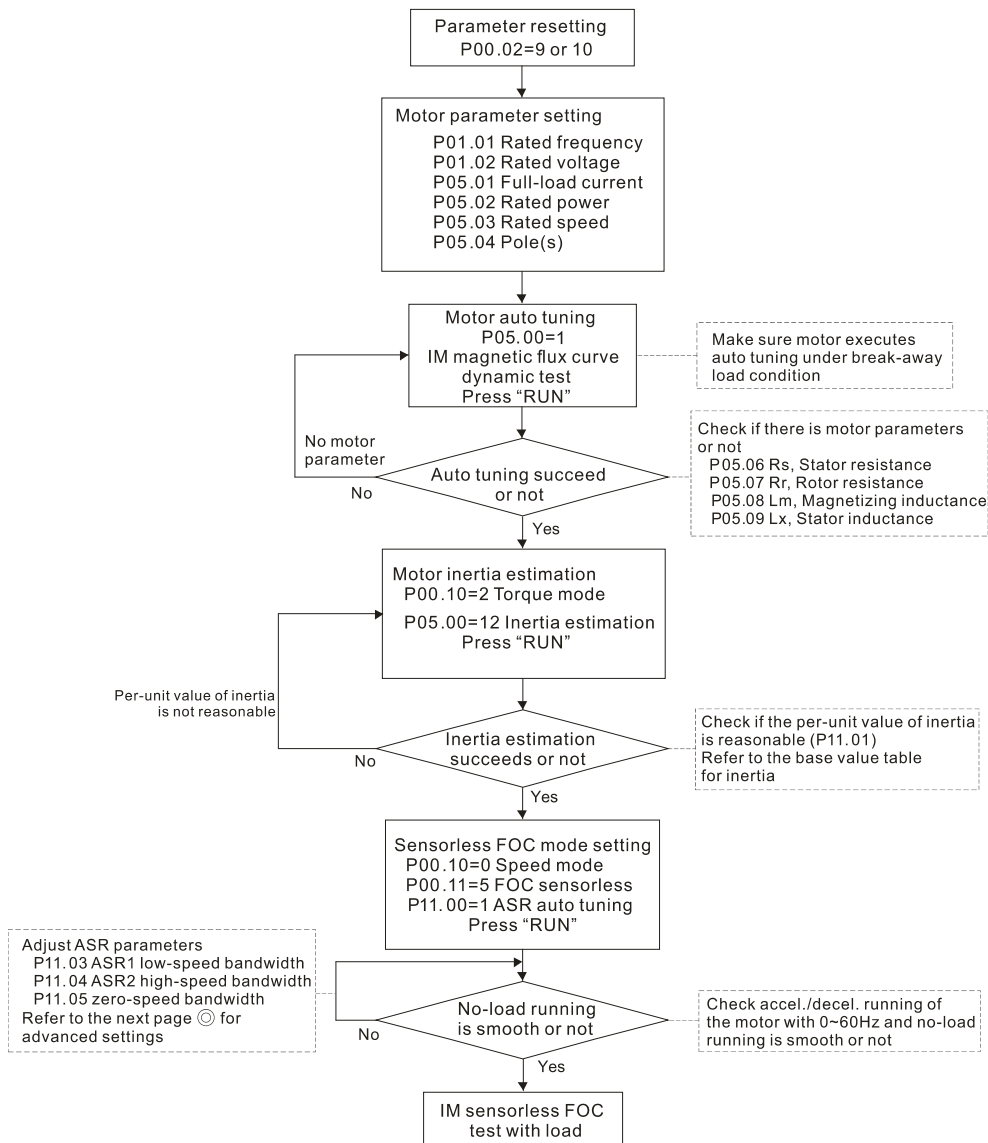 Parameter resetting
P00.02=9 or 10
Motor parameter setting
P01.01 Rated frequency
P01.02 Rated voltage
P05.01 Full-load current
P05.02 Rated power
P05.03 Rated speed
P05.04 Pole(s)
Motor auto tuning
P05.00=1
IM magnetic flux curve
dynamic test
Press “RUN”
Make sure motor executes
auto tuning under break-away
load condition
No motor
parameter
No
Auto tuning succeed
or not
Yes
Check if there is motor parameters
or not
P05.06 Rs, Stator resistance
P05.07 Rr, Rotor resistance
P05.08 Lm, Magnetizing inductance
P05.09 Lx, Stator inductance
Motor inertia estimation
P00.10=2 Torque mode
P05.00=12 Inertia estimation
Press “RUN”
Per-unit value of inertia
is not reasonable
No
Inertia estimation
succeeds or not
Yes
Check if the per-unit value of inertia
is reasonable (P11.01)
Refer to the base value table
for inertia
Sensorless FOC mode setting
P00.10=0 Speed mode
P00.11=5 FOC sensorless
P11.00=1 ASR auto tuning
Press “RUN”
Adjust ASR parameters
P11.03 ASR1 low-speed bandwidth
P11.04 ASR2 high-speed bandwidth
P11.05 zero-speed bandwidth
Refer to the next page ◎ for
advanced settings
No
No-load running
is smooth or not
Yes
Check accel./decel. running of
the motor with 0~60Hz and no-load
running is smooth or not
IM sensorless FOC
test with load